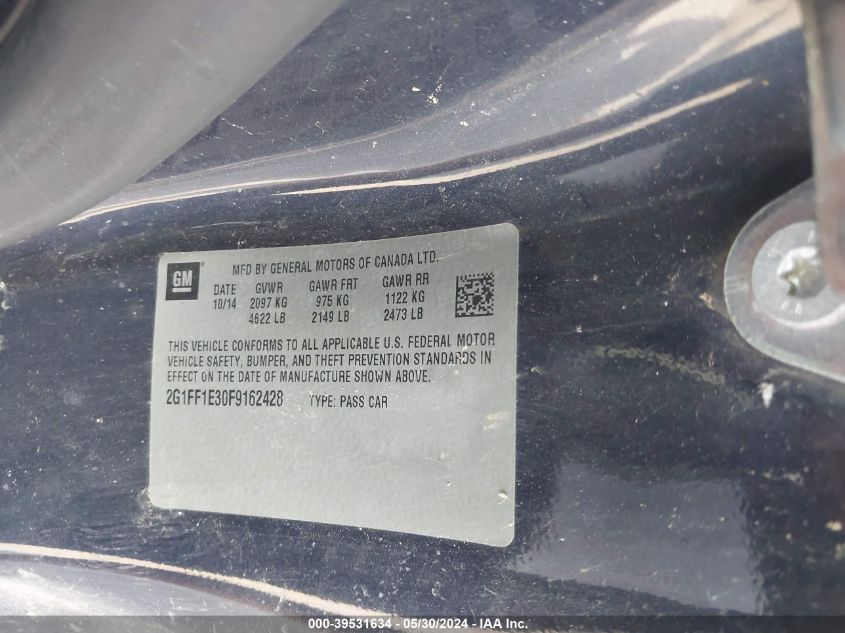 GM
MFD BY GENERAL MOTORS OF CANADA LTD.
DATE GVWR GAWR FRT GAWR RR
10/14 2097 KG 975 KG 1122 KG
4622 LB 2149 LB 2473 LB
THIS VEHICLE CONFORMS TO ALL APPLICABLE U.S. FEDERAL MOTOR
VEHICLE SAFETY, BUMPER, AND THEFT PREVENTION STANDARDS IN
EFFECT ON THE DATE OF MANUFACTURE SHOWN ABOVE.
2G1FF1E30F9162428 TYPE: PASS CAR
000-39531634 - 05/30/2024 - IAA Inc.